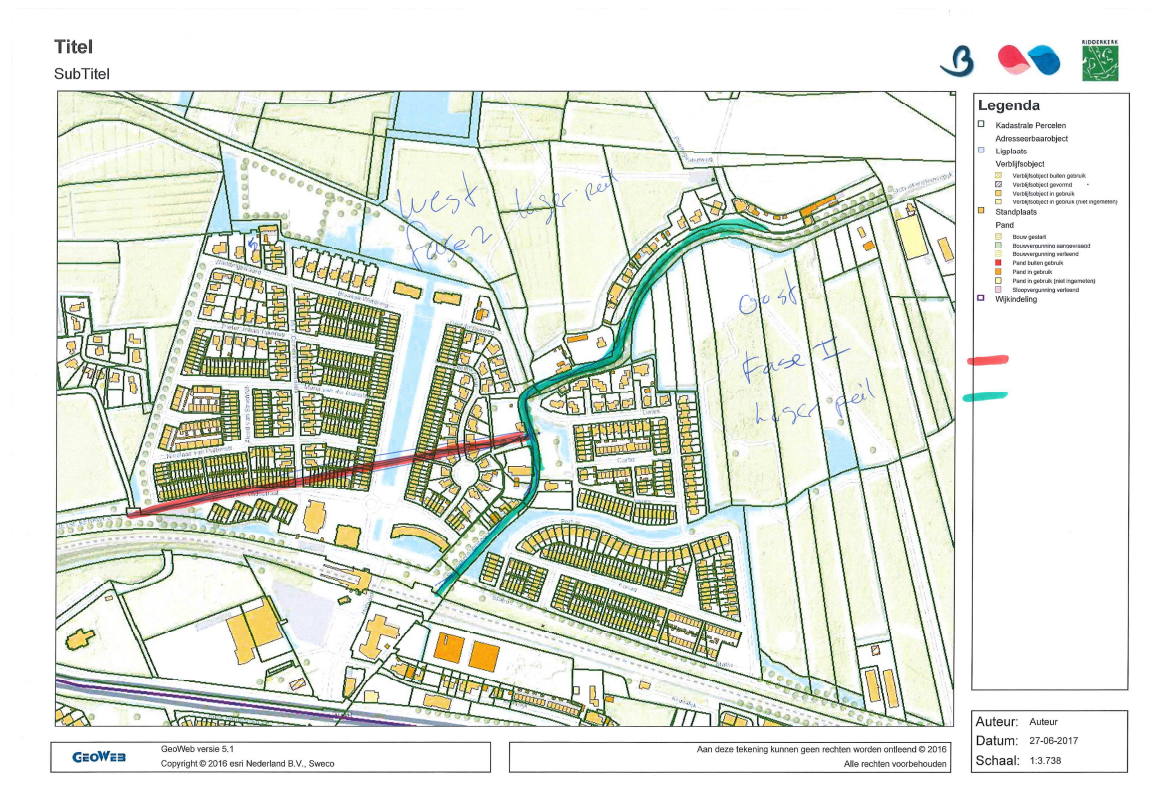 Titel
SubTitel
RIDDERKERK
West lager peil
fase 2
Oost
Fase II
Lager peil
Legenda
Kadastrale Percelen
Adresseerbaarobject
Ligplaats
Verblijfsobject
Verblijfsobject buiten gebruik
Verblijfsobject gevormd
Verblijfsobject in gebruik
Verblijfsobject in gebruik (niet ingemeten)
Standplaats
Pand
Bouw gestart
Bouwvergunning aangevraagd
Bouwvergunning verleend
Pand buiten gebruik
Pand in gebruik
Pand in gebruik (niet ingemeten)
Sloopvergunning verleend
Wijkindeling
GEOWEB
GeoWeb versie 5.1
Copyright © 2016 esri Nederland B.V., Sweco
Aan deze tekening kunnen geen rechten worden ontleend © 2016
Alle rechten voorbehouden
Auteur: Auteur
Datum: 27-06-2017
Schaal: 1:3.738